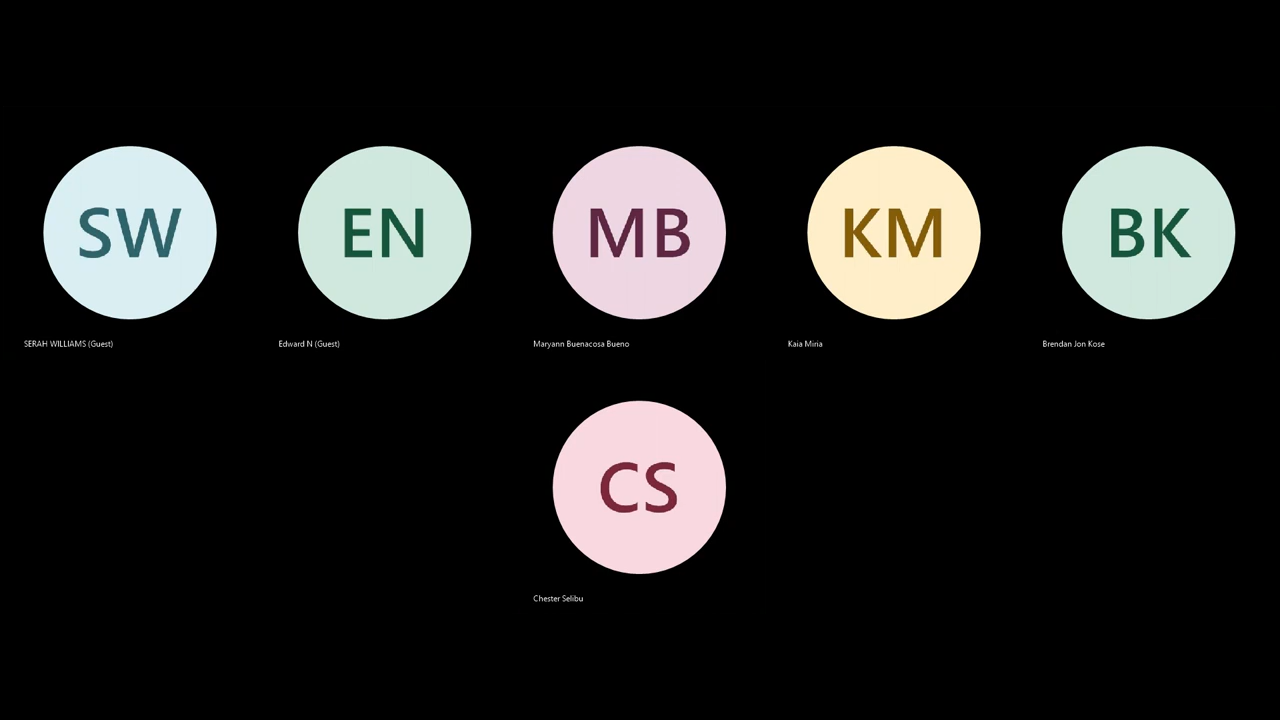 SW
EN
MB
KM
BK
SERAH WILLIAMS (Guest)
Edward N (Guest)
Maryann Buenacosa Bueno
Kaia Miria
Brendan Jon Kose
CS
Chester Selibu